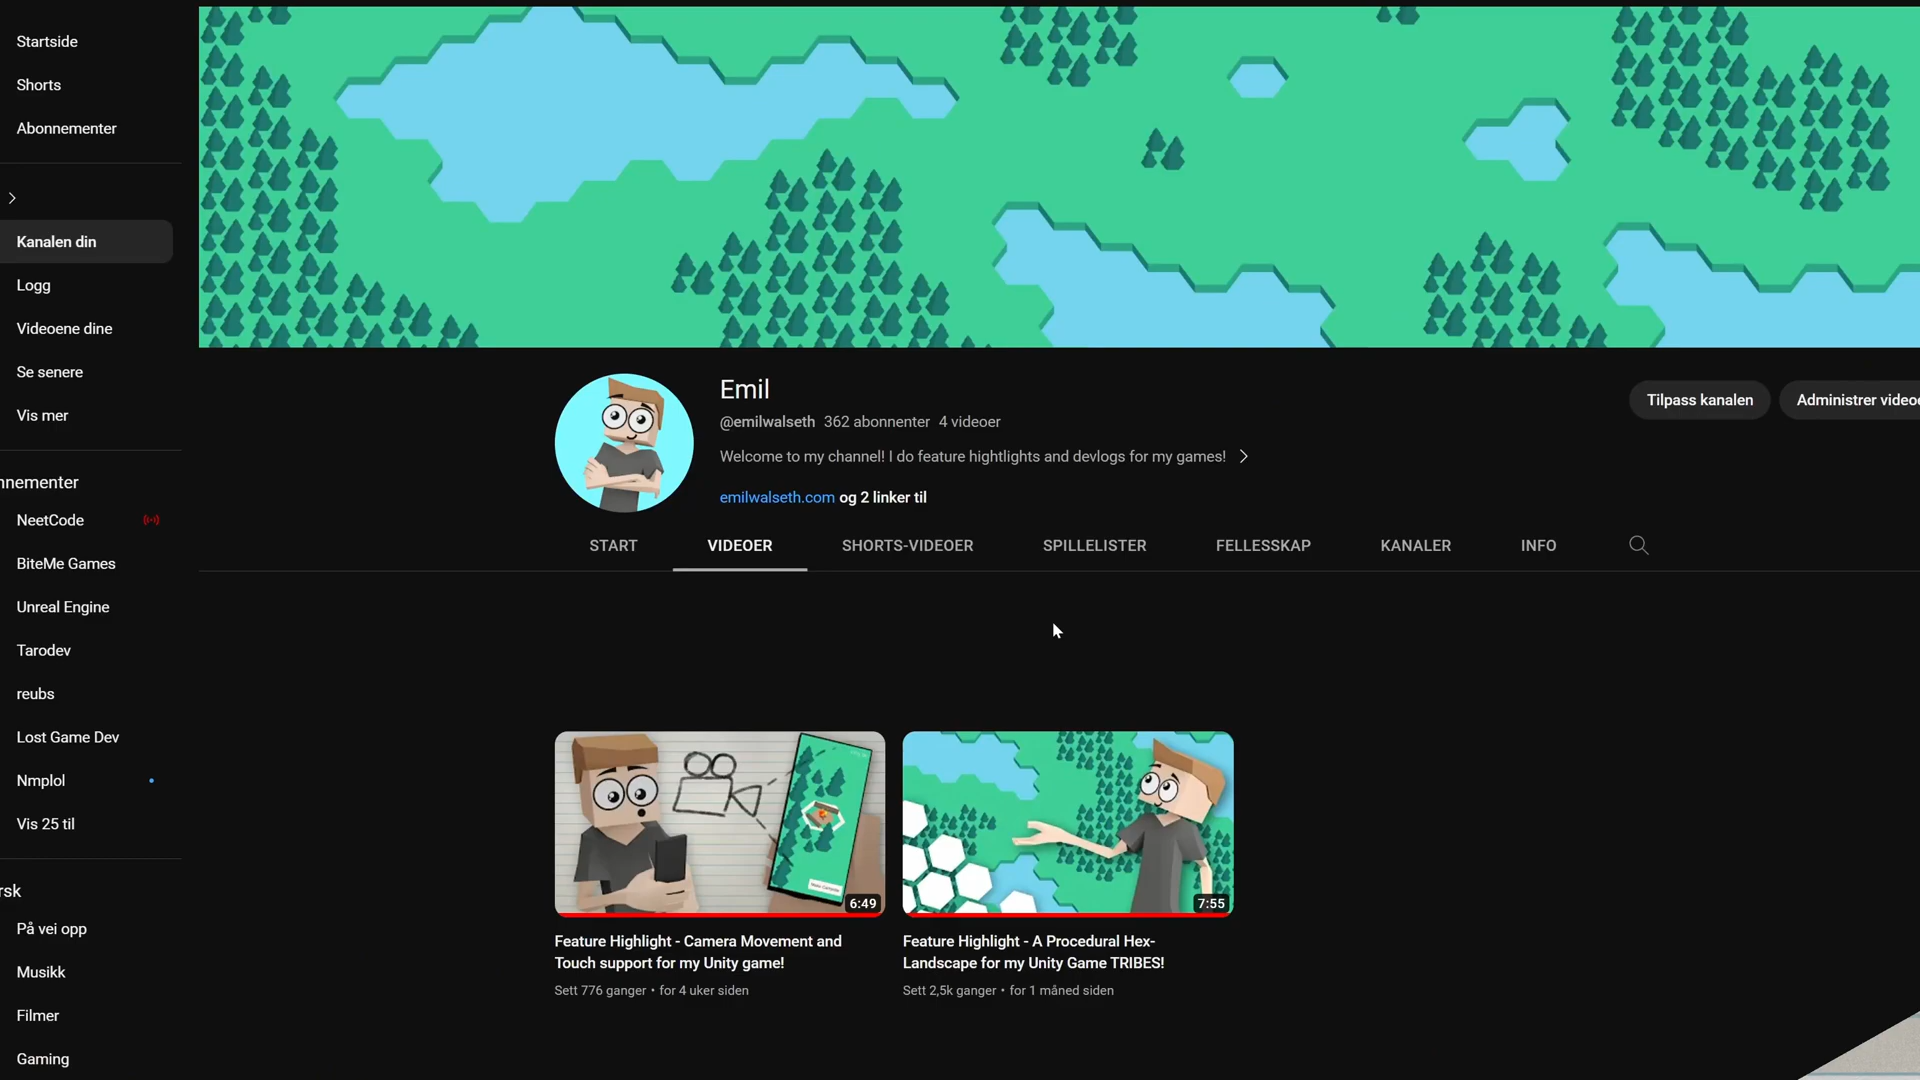 Startside
Shorts
Abonnementer
Kanalen din
Logg
Videoene dine
Se senere
Vis mer
nnementer
NeetCode
BiteMe Games
Unreal Engine
Tarodev
reubs
Lost Game Dev
Nmplol
Vis 25 til
rsk
På vei opp
Musikk
Filmer
Gaming
Emil
@emilwalseth 362 abonnenter 4 videoer
Welcome to my channel! I do feature hightlights and devlogs for my games!
emilwalseth.com og 2 linker til
Tilpass kanalen
Administrer videoe
START VIDEOER SHORTS-VIDEOER SPILLELISTER FELLESSKAP KANALER INFO
6:49
Feature Highlight - Camera Movement and
Touch support for my Unity game!
Sett 776 ganger • for 4 uker siden
7:55
Feature Highlight - A Procedural Hex-
Landscape for my Unity Game TRIBES!
Sett 2,5k ganger • for 1 måned siden